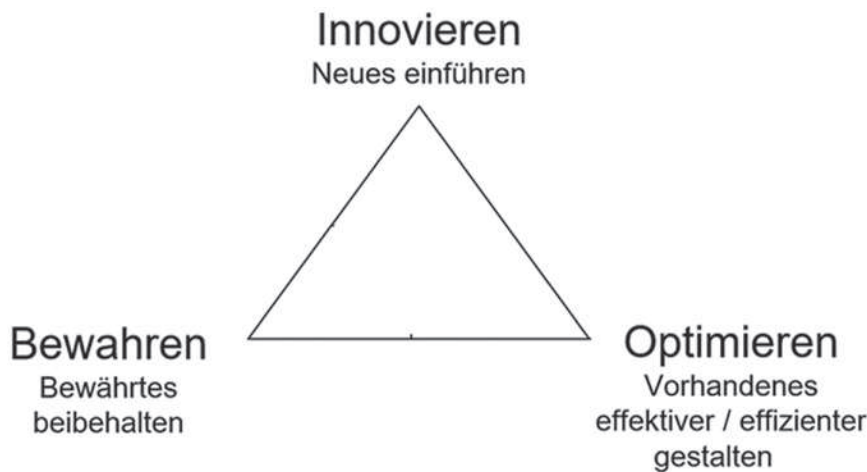 Innovieren
Neues einführen
Bewahren
Bewährtes
beibehalten
Optimieren
Vorhandenes
effektiver / effizienter
gestalten